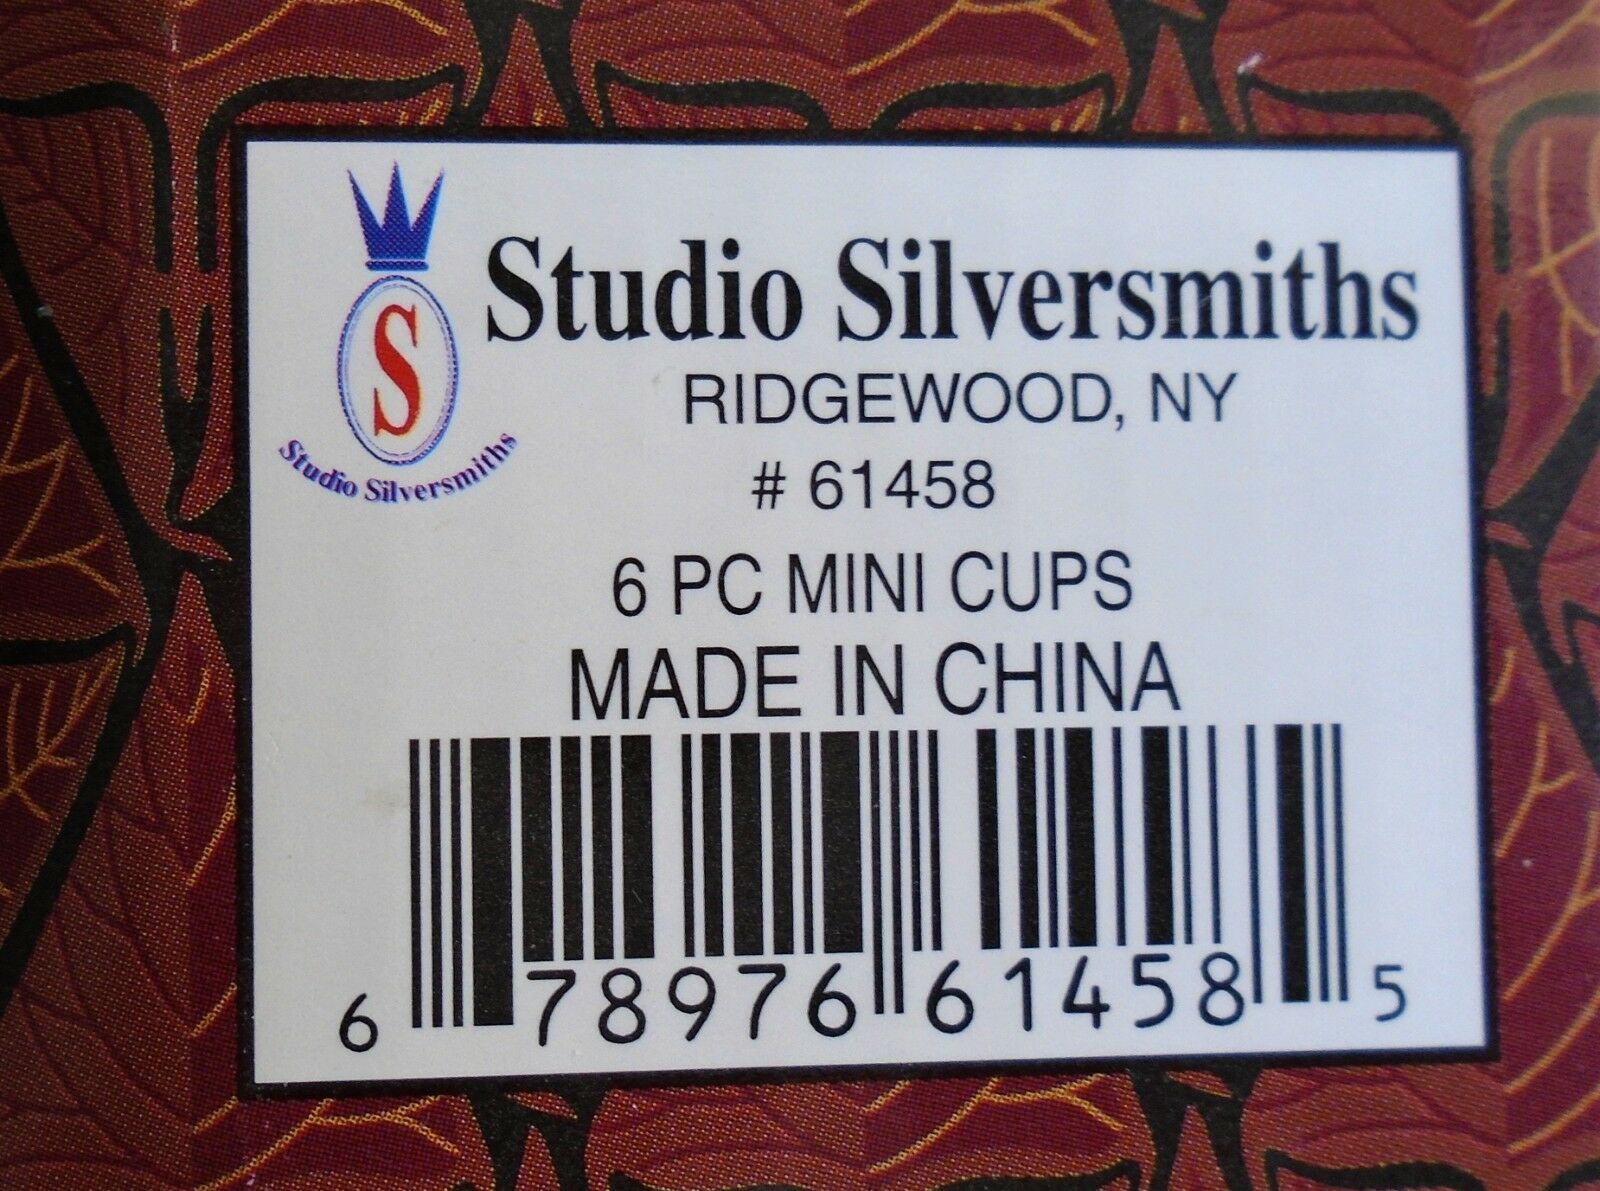 S
Studio Silversmiths
Studio Silversmiths
RIDGEWOOD, NY
# 61458
6 PC MINI CUPS
MADE IN CHINA
6 78976 61458 5